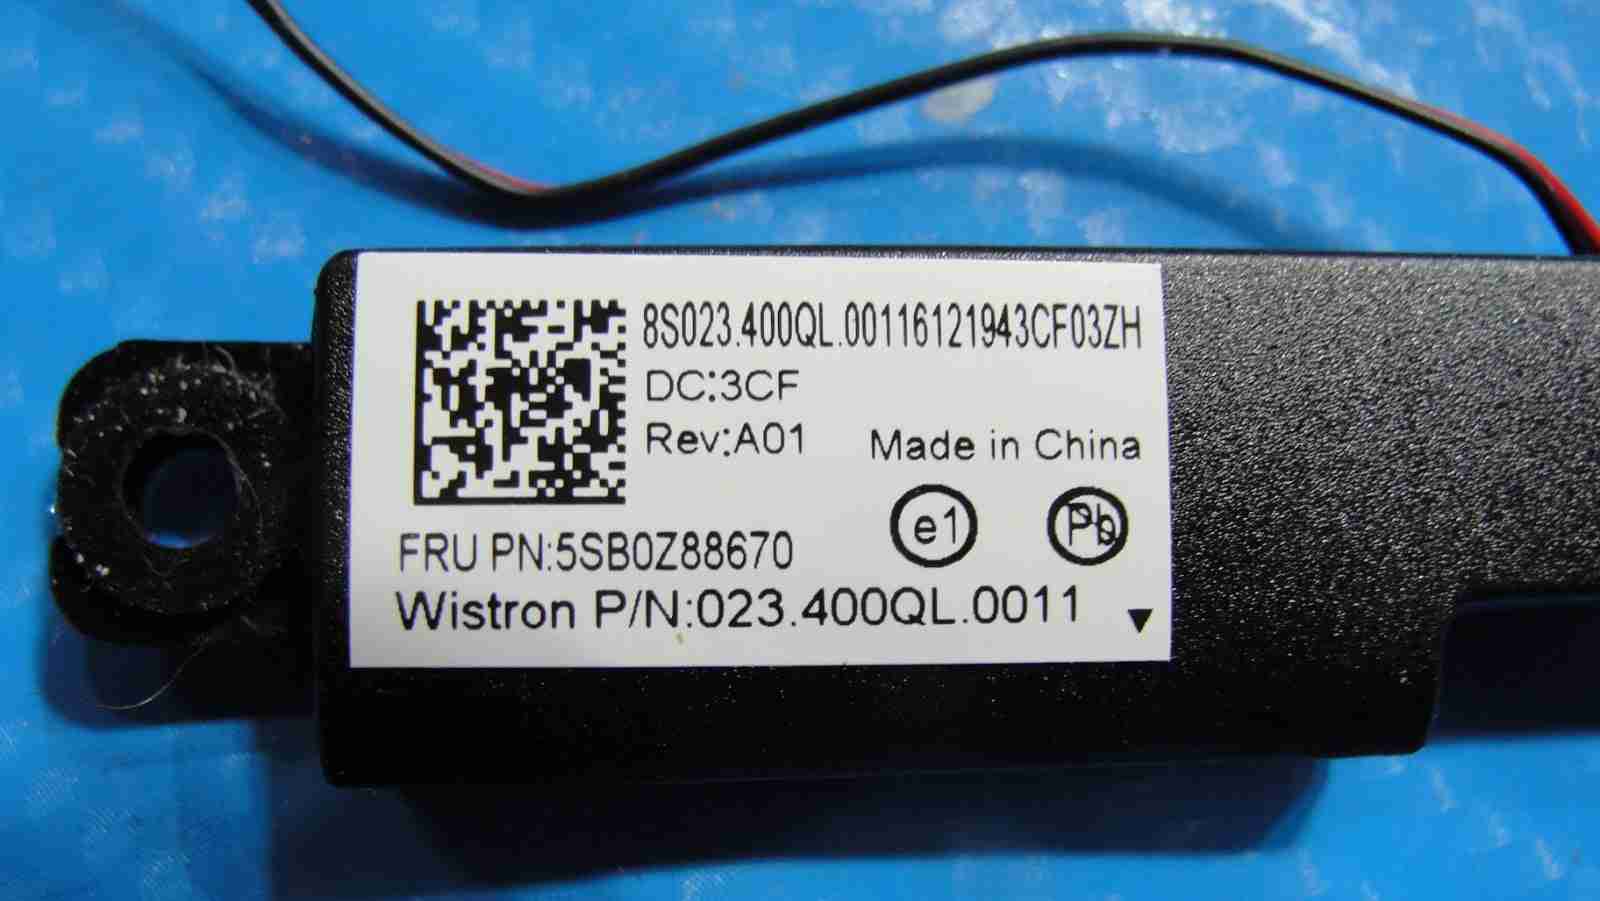 8S023.400QL.00116121943CF03ZH
DC:3CF
Rev:A01 Made in China
e1 Pb
FRU PN:5SB0Z88670
Wistron P/N:023.400QL.0011